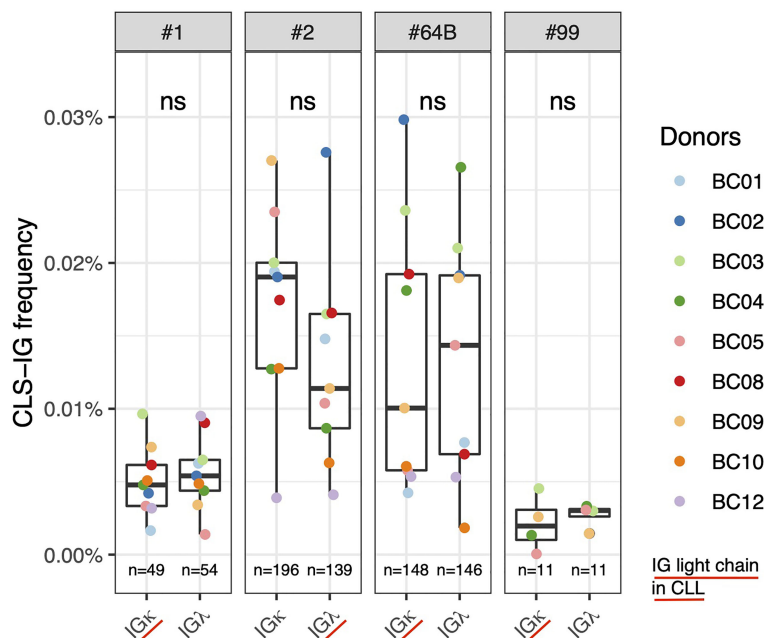 #1 #2 #64B #99
ns ns ns ns
CLS−IG frequency
0.03%
0.02%
0.01%
0.00%
n=49 n=54 n=196 n=139 n=148 n=146 n=11 n=11
IGκ IGλ IGκ IGλ IGκ IGλ IGκ IGλ
Donors
BC01
BC02
BC03
BC04
BC05
BC08
BC09
BC10
BC12
IG light chain
in CLL